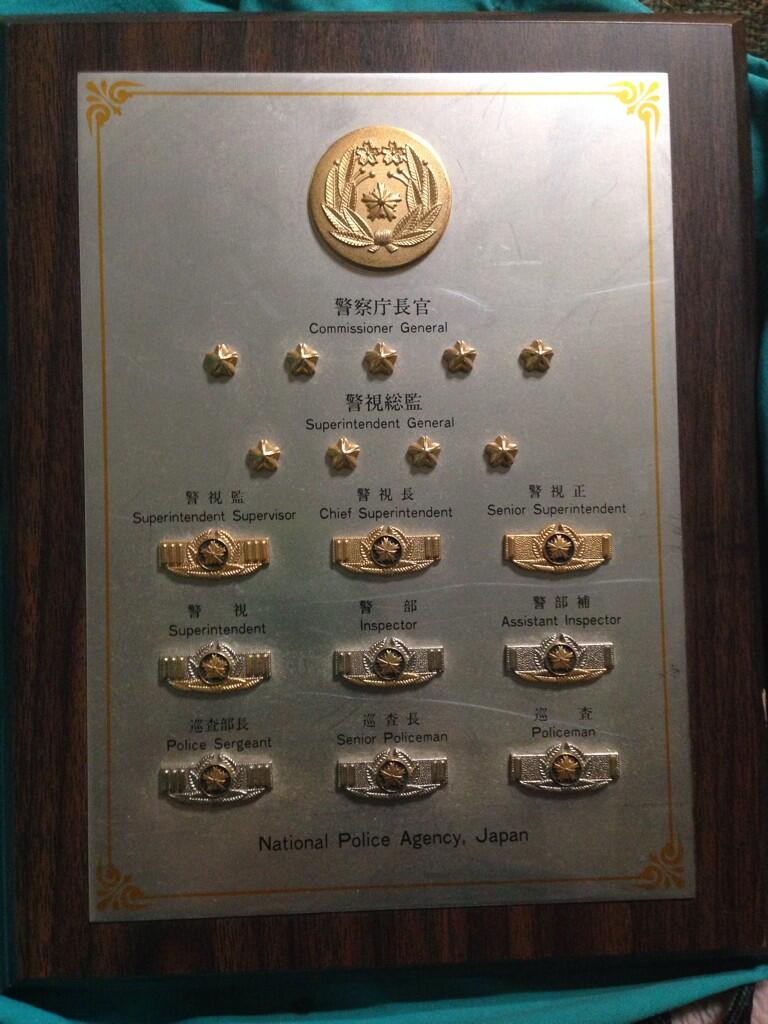 警察庁長官
Commissioner General
警視総監
Superintendent General
警視監 警視長 警視正
Superintendent Supervisor Chief Superintendent Senior Superintendent
警視 警部 警部補
Superintendent Inspector Assistant Inspector
巡査部長 巡査長 巡査
Police Sergeant Senior Policeman Policeman
National Police Agency, Japan